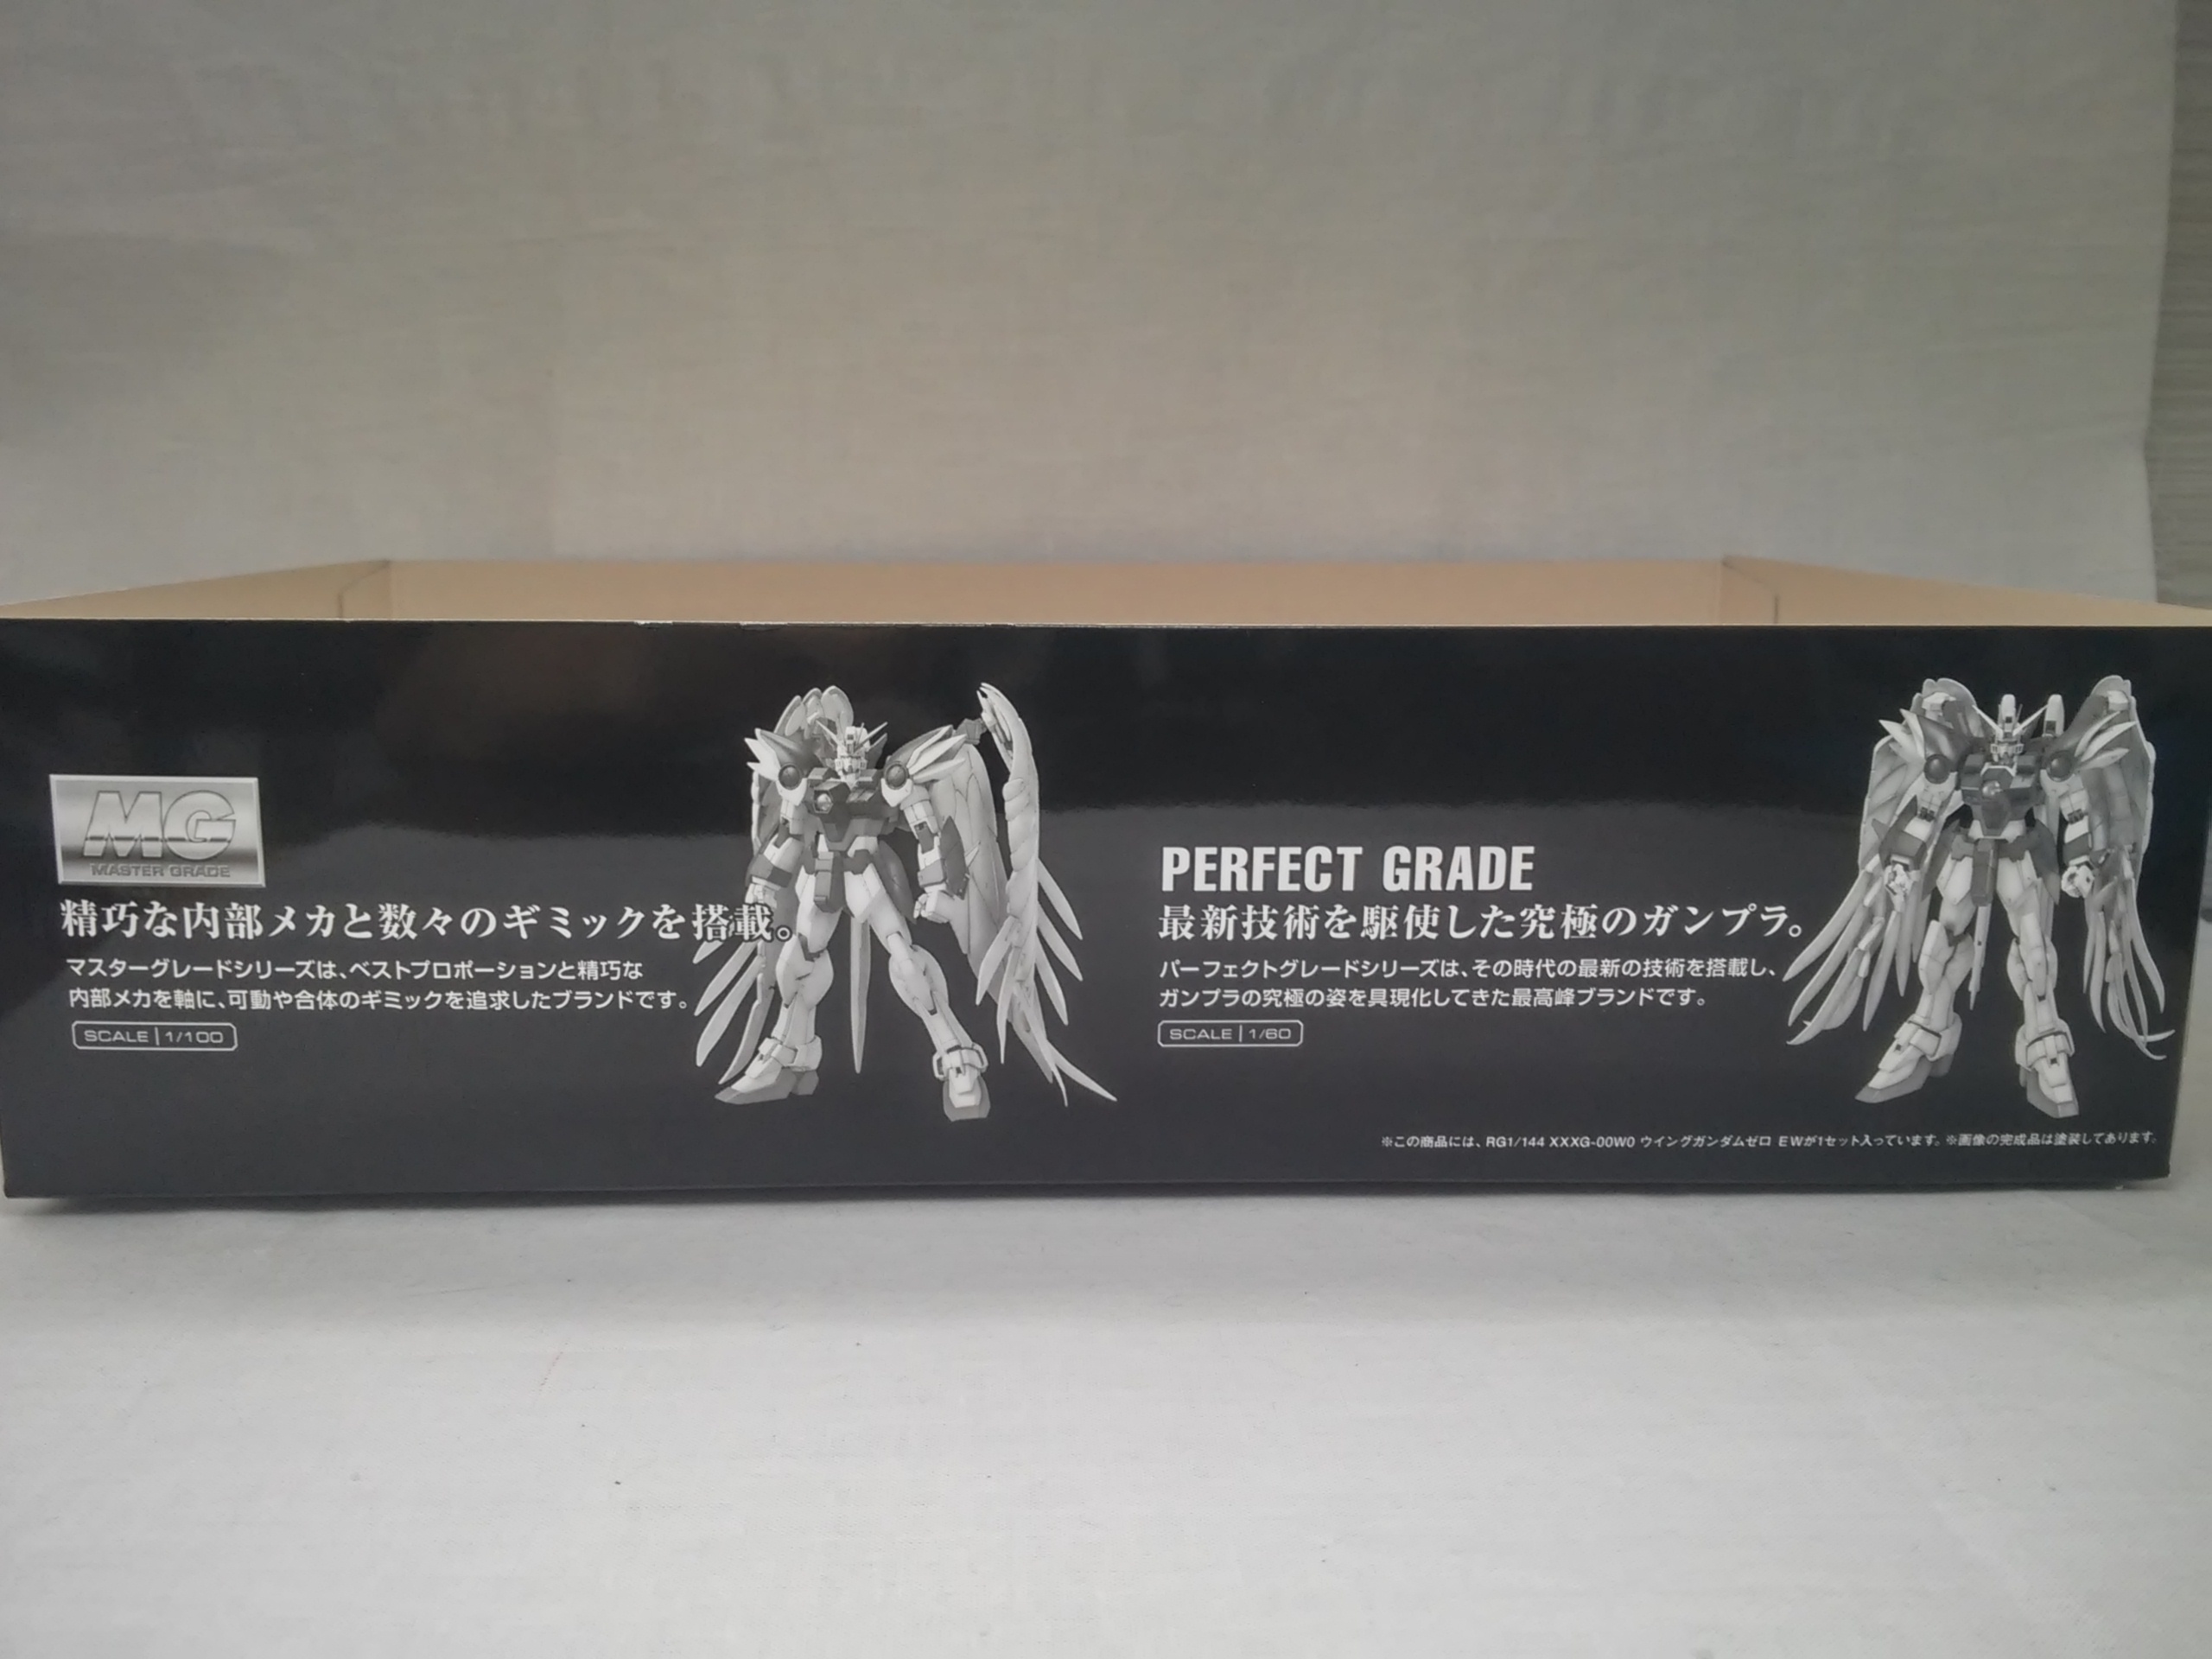 MG
MASTER GRADE
精巧な内部メカと数々のギミックを搭載。
マスターグレードシリーズは、ベストプロポーションと精巧な
内部メカを軸に、可動や合体のギミックを追求したブランドです。
SCALE | 1/100
PERFECT GRADE
最新技術を駆使した究極のガンプラ。
パーフェクトグレードシリーズは、その時代の最新の技術を搭載し、
ガンプラの究極の姿を具現化してきた最高峰ブランドです。
SCALE | 1/60
※この商品には、RG1/144 XXXG-00W0 ウイングガンダムゼロ EWが1セット入っています。※画像の完成品は塗装してあります。